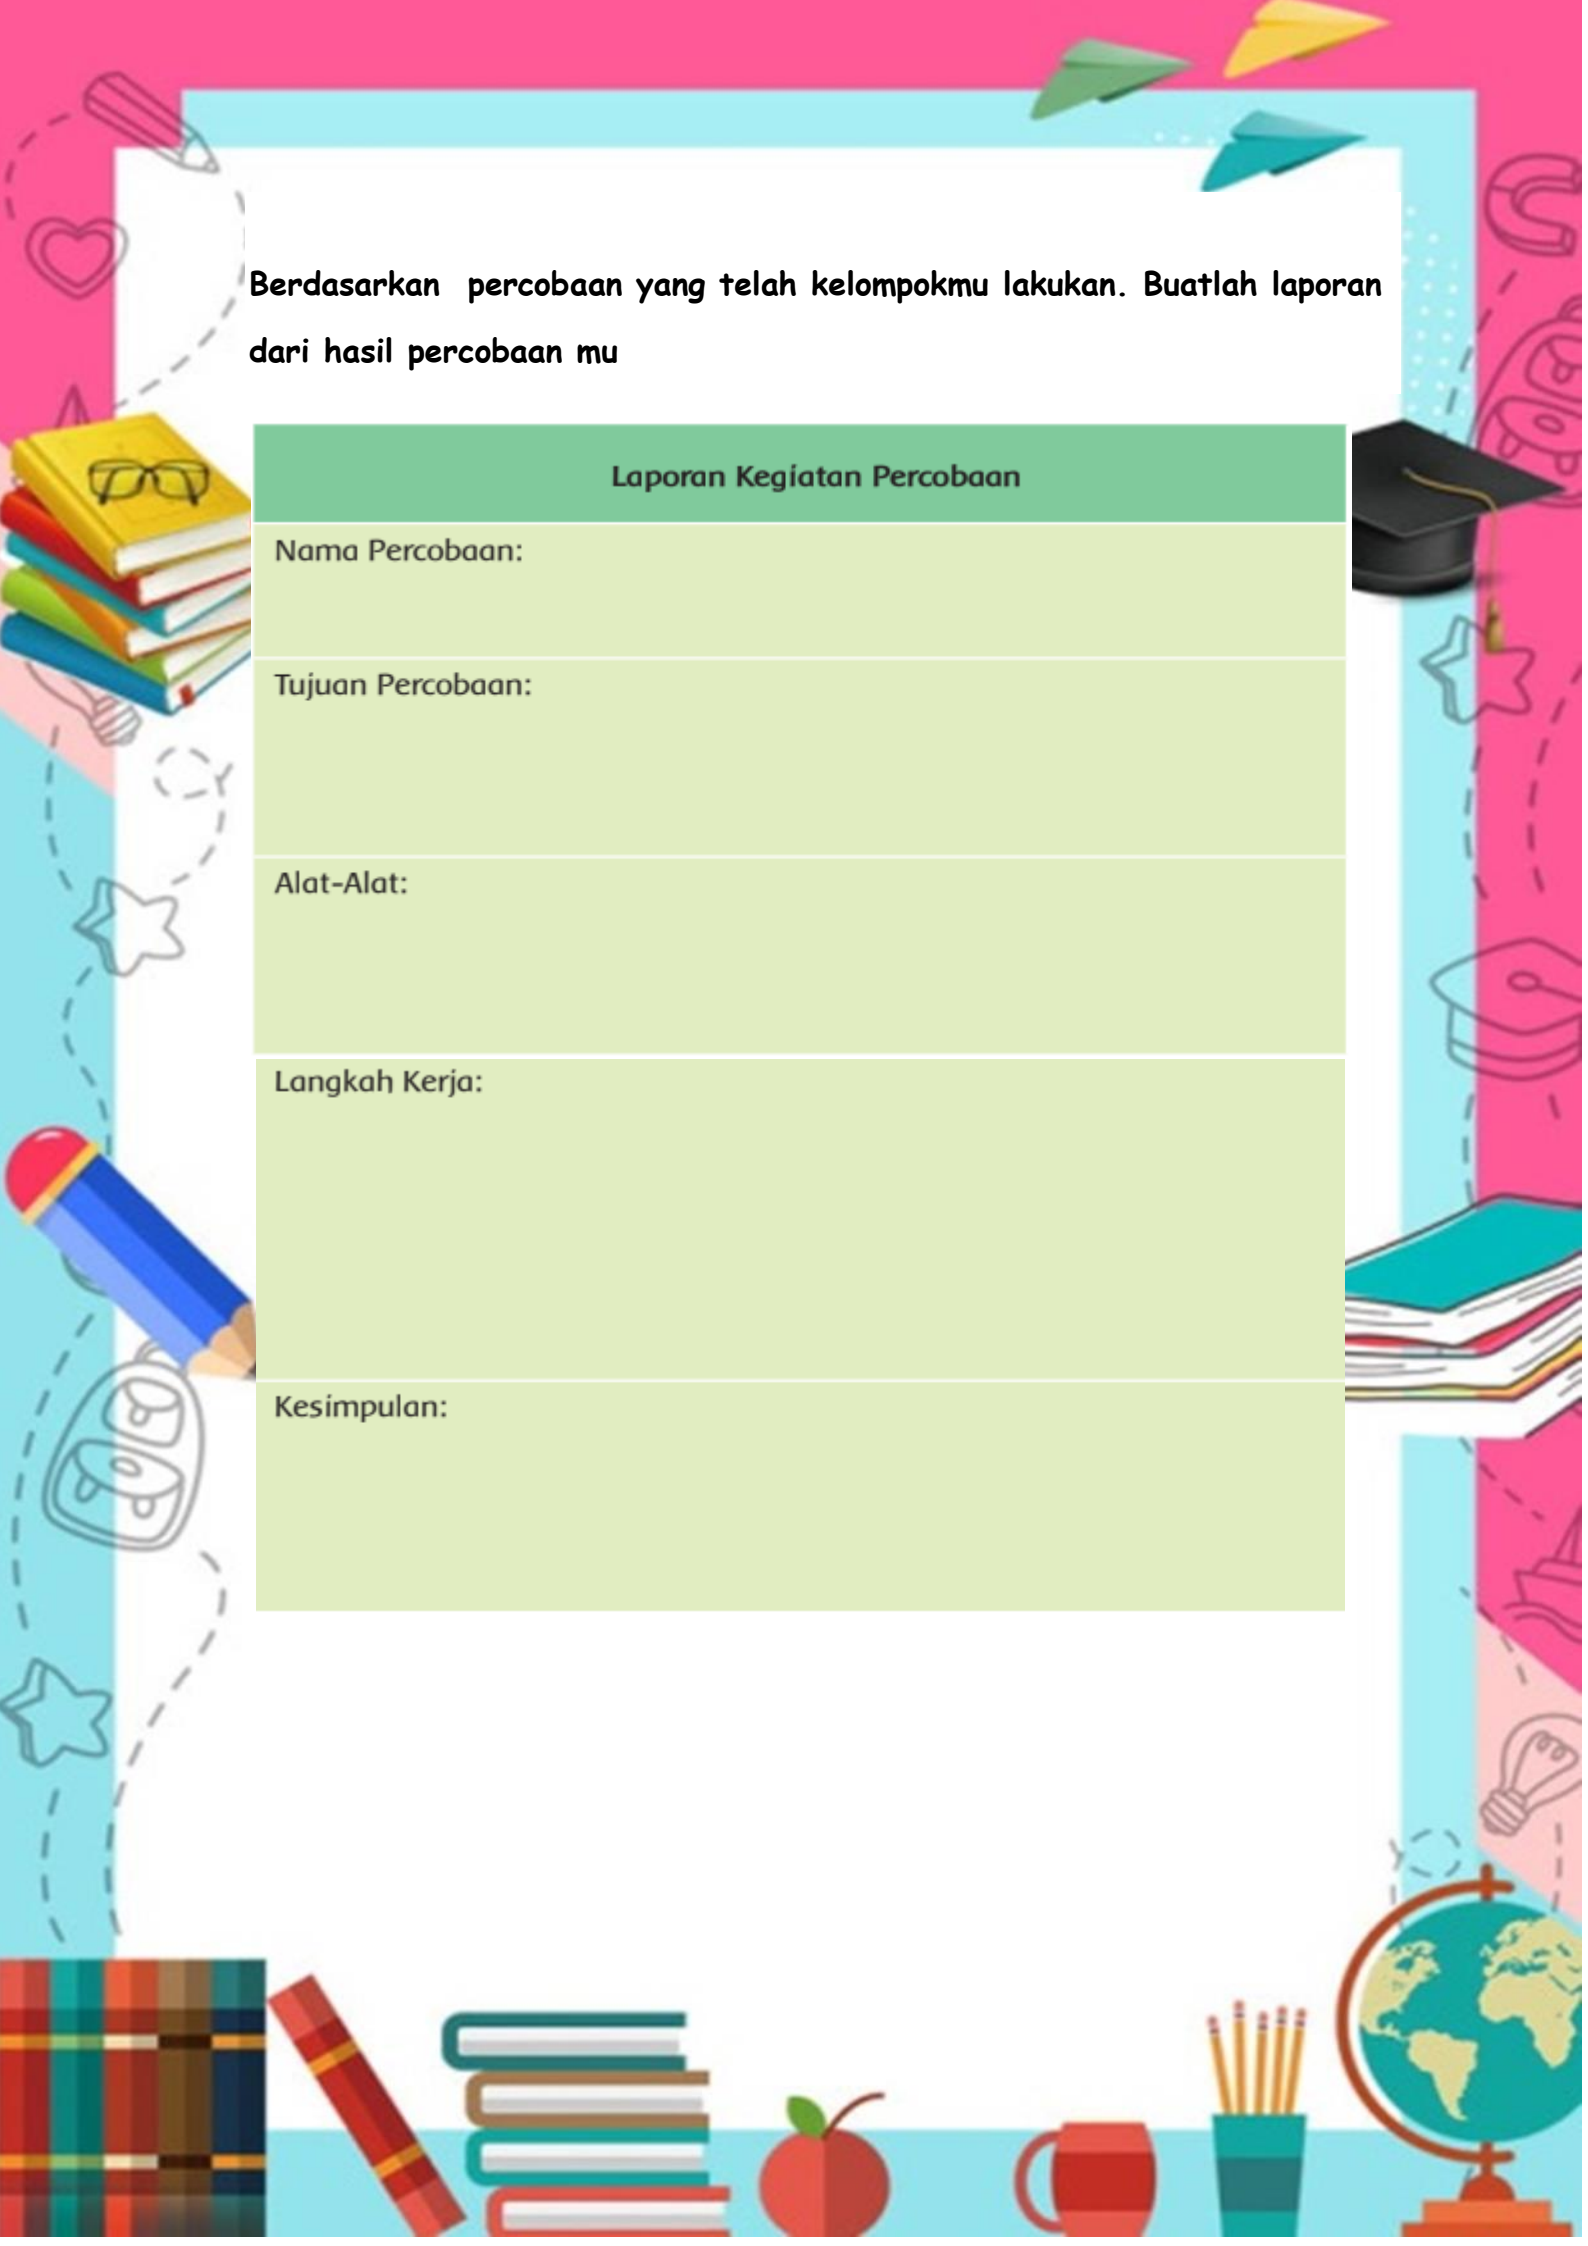 Berdasarkan percobaan yang telah kelompokmu lakukan. Buatlah laporan
dari hasil percobaan mu
Laporan Kegiatan Percobaan
Nama Percobaan:
Tujuan Percobaan:
Alat-Alat:
Langkah Kerja:
Kesimpulan: